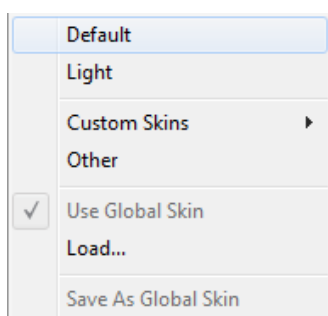 Default
Light
Custom Skins
Other
Use Global Skin
Load...
Save As Global Skin